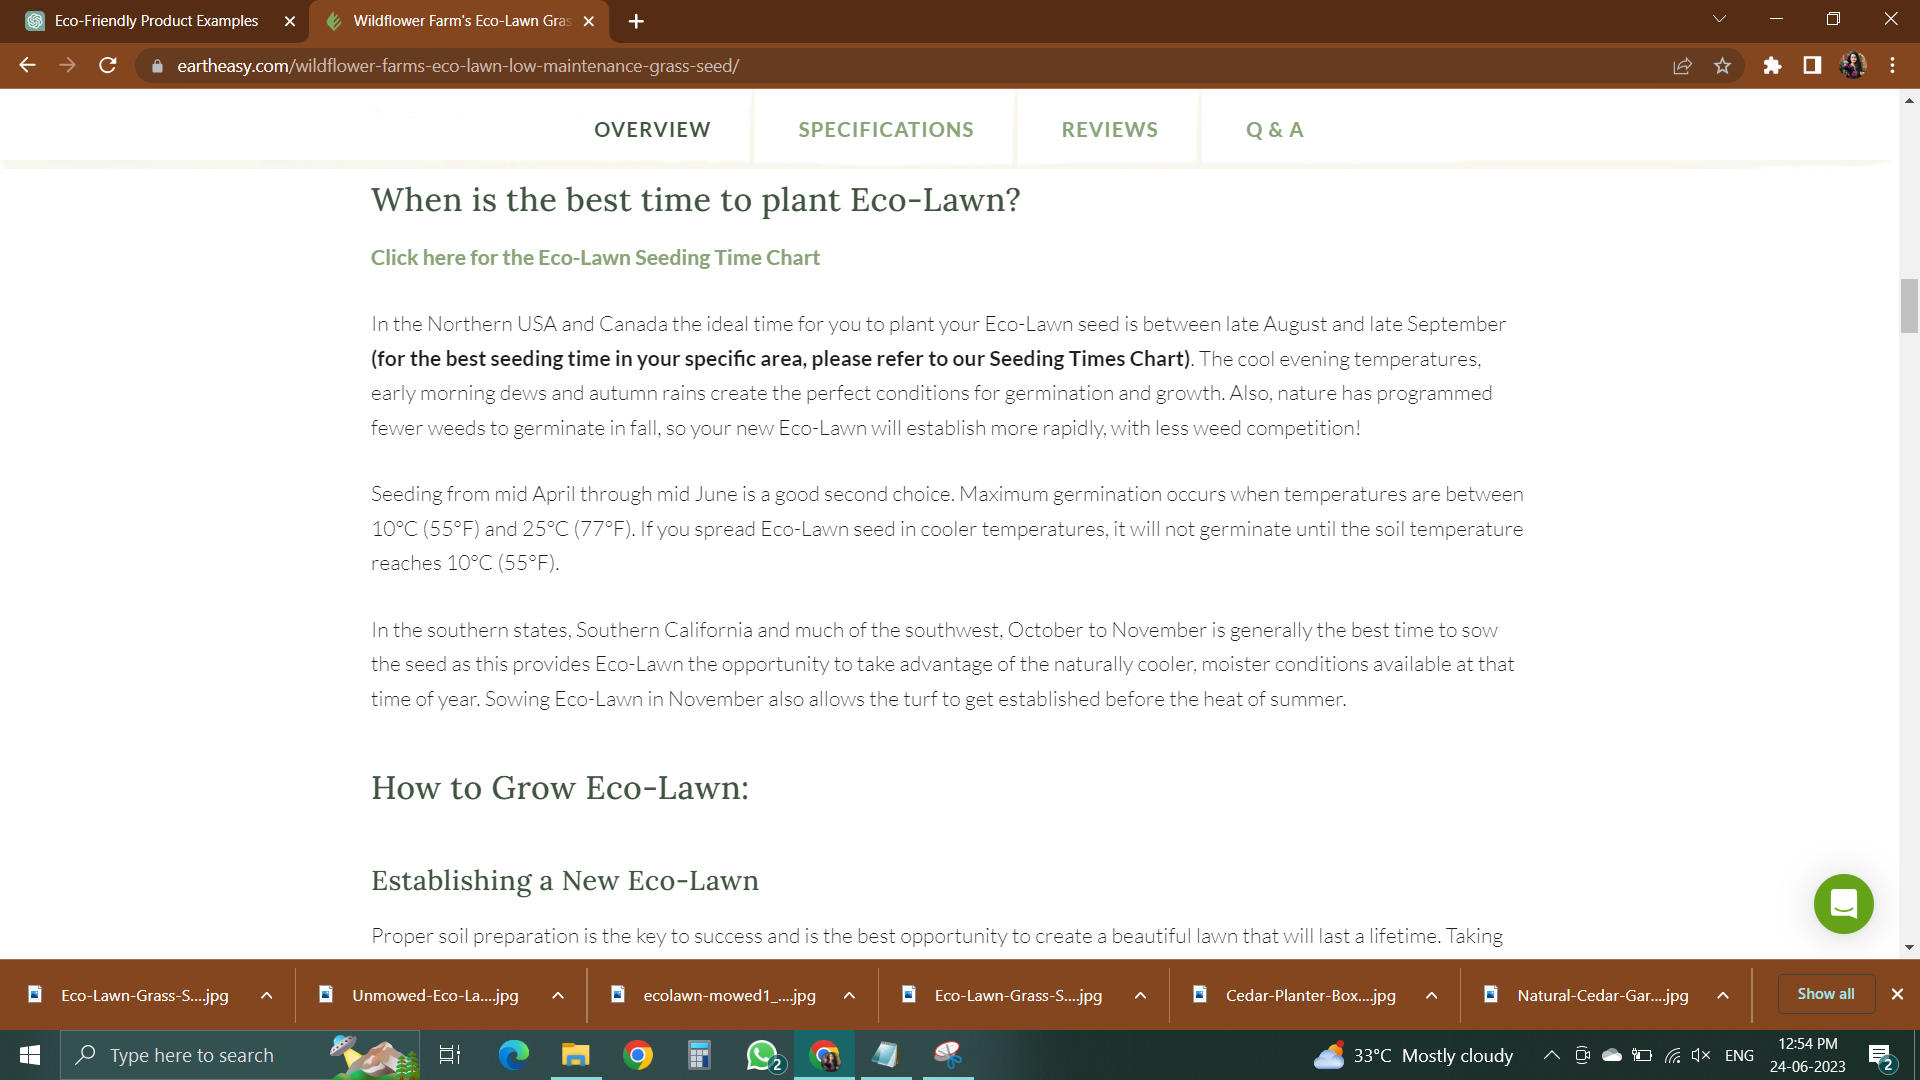 Eco-Friendly Product Examples
Wildflower Farm's Eco-Lawn Gras
eartheasy.com/wildflower-farms-eco-lawn-low-maintenance-grass-seed/
OVERVIEW
SPECIFICATIONS
REVIEWS
Q & A
When is the best time to plant Eco-Lawn?
Click here for the Eco-Lawn Seeding Time Chart
In the Northern USA and Canada the ideal time for you to plant your Eco-Lawn seed is between late August and late September
(for the best seeding time in your specific area, please refer to our Seeding Times Chart). The cool evening temperatures,
early morning dews and autumn rains create the perfect conditions for germination and growth. Also, nature has programmed
fewer weeds to germinate in fall, so your new Eco-Lawn will establish more rapidly, with less weed competition!
Seeding from mid April through mid June is a good second choice. Maximum germination occurs when temperatures are between
10°C (55°F) and 25°C (77°F). If you spread Eco-Lawn seed in cooler temperatures, it will not germinate until the soil temperature
reaches 10°C (55°F).
In the southern states, Southern California and much of the southwest, October to November is generally the best time to sow
the seed as this provides Eco-Lawn the opportunity to take advantage of the naturally cooler, moister conditions available at that
time of year. Sowing Eco-Lawn in November also allows the turf to get established before the heat of summer.
How to Grow Eco-Lawn:
Establishing a New Eco-Lawn
Proper soil preparation is the key to success and is the best opportunity to create a beautiful lawn that will last a lifetime. Taking
Eco-Lawn-Grass-S....jpg
Unmowed-Eco-La....jpg
ecolawn-mowed1_....jpg
Eco-Lawn-Grass-S....jpg
Cedar-Planter-Box....jpg
Natural-Cedar-Gar....jpg
Show all
Type here to search
2
33°C Mostly cloudy
ENG
12:54 PM
24-06-2023
2